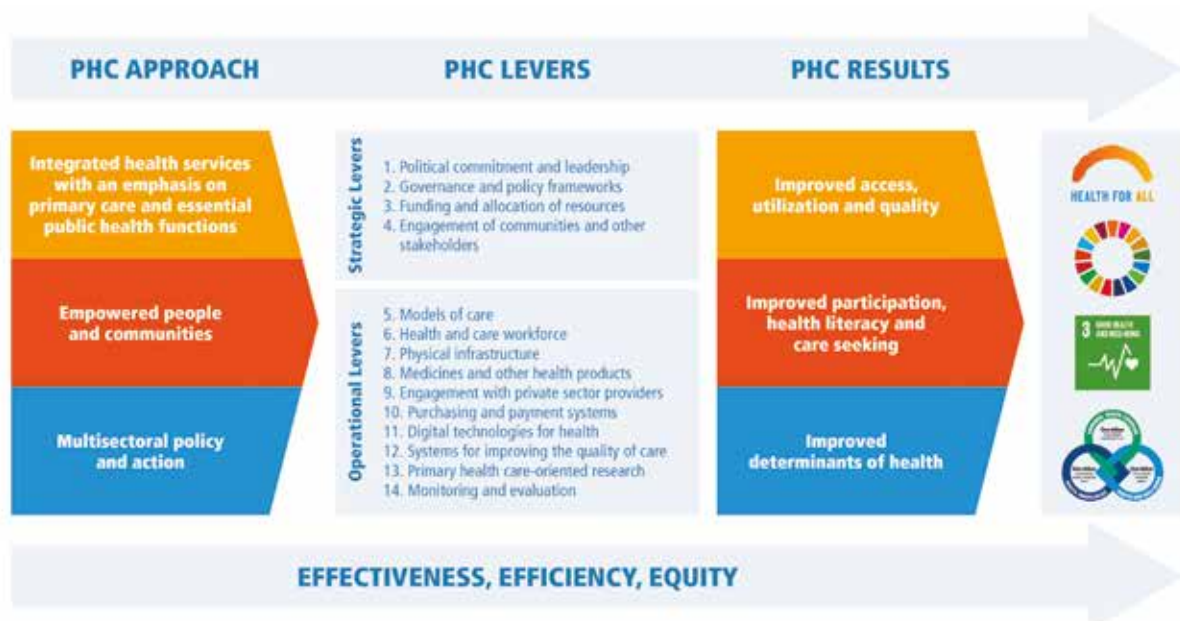 PHC APPROACH
PHC LEVERS
PHC RESULTS
Integrated health services
with an emphasis on
primary care and essential
public health functions
Empowered people
and communities
Multisectoral policy
and action
Strategic Levers
1. Political commitment and leadership
2. Governance and policy frameworks
3. Funding and allocation of resources
4. Engagement of communities and other
stakeholders
Operational Levers
5. Models of care
6. Health and care workforce
7. Physical infrastructure
8. Medicines and other health products
9. Engagement with private sector providers
10. Purchasing and payment systems
11. Digital technologies for health
12. Systems for improving the quality of care
13. Primary health care-oriented research
14. Monitoring and evaluation
Improved access,
utilization and quality
Improved participation,
health literacy and
care seeking
Improved
determinants of health
HEALTH FOR ALL
3 GOOD HEALTH
AND WELL-BEING
EFFECTIVENESS, EFFICIENCY, EQUITY